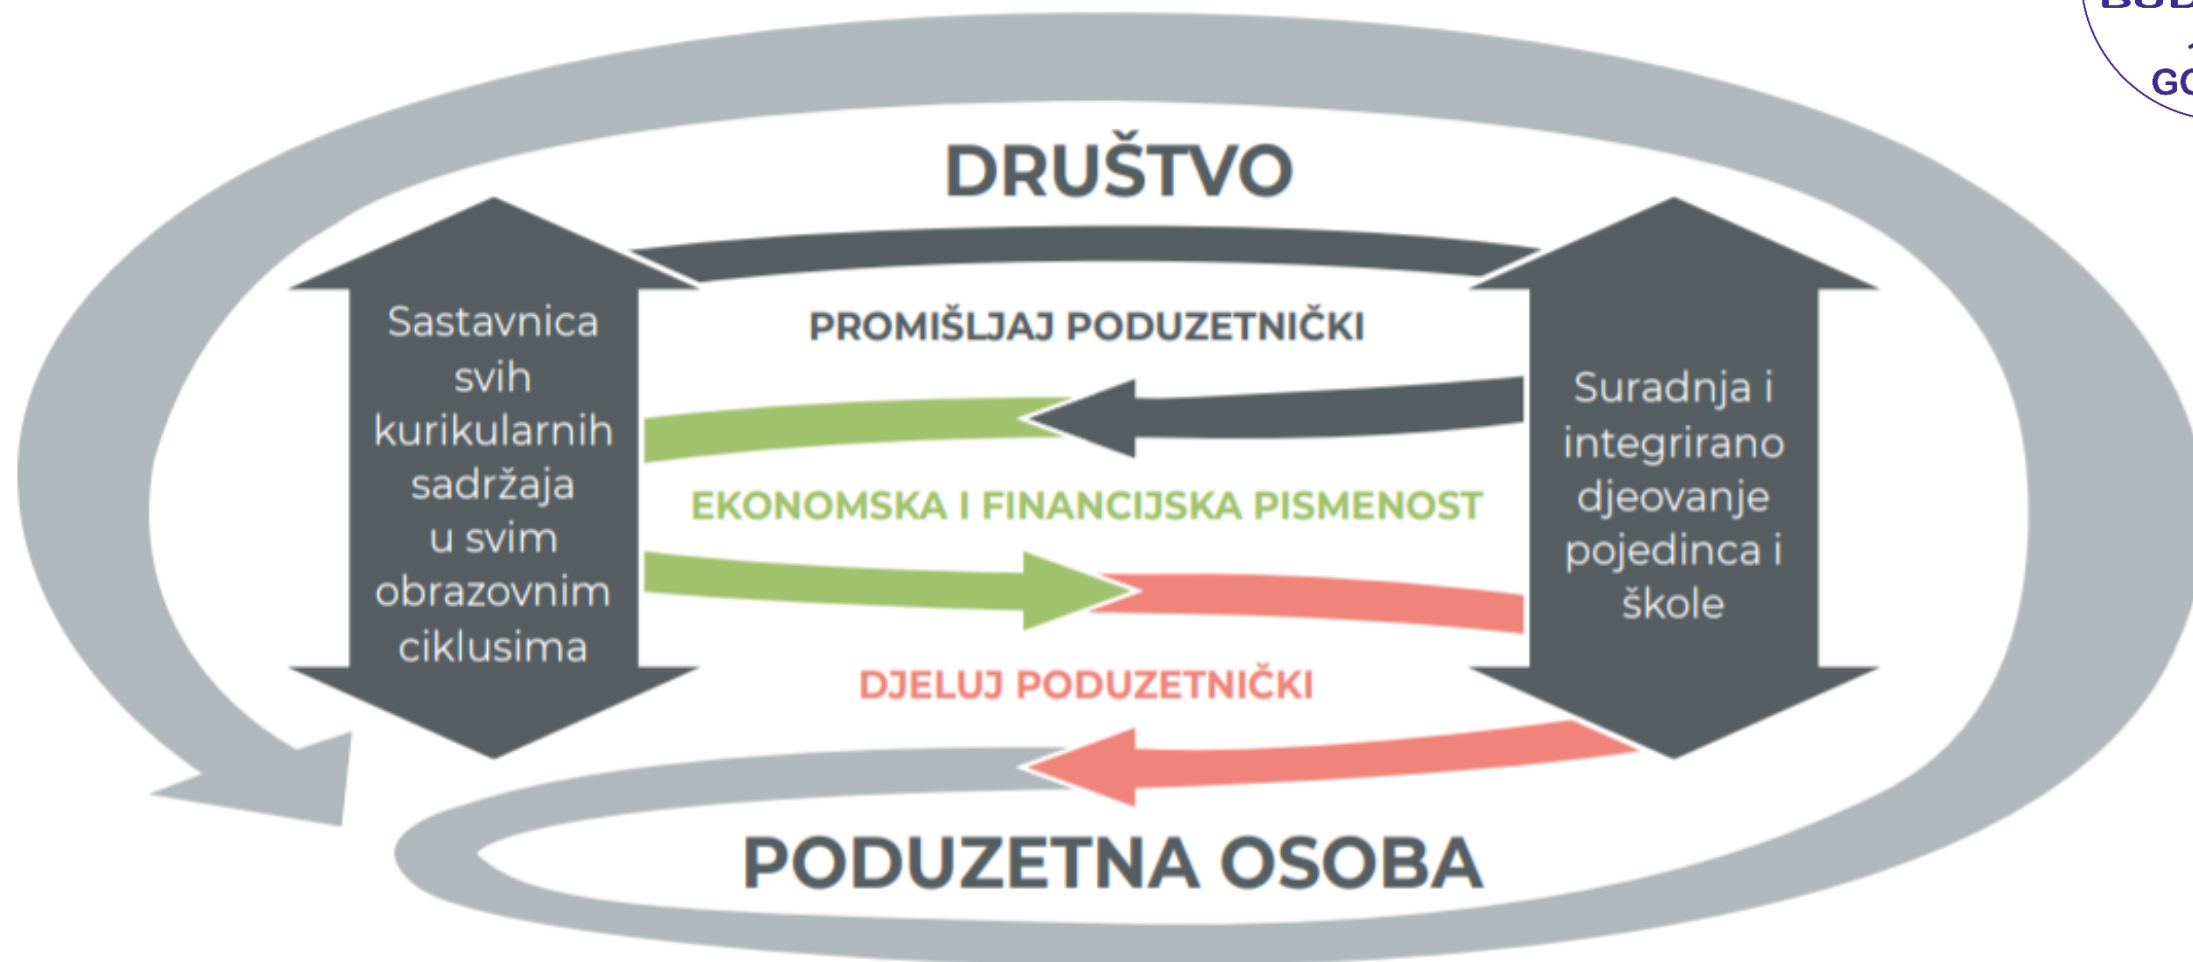 DRUŠTVO
Sastavnica
svih
kurikularnih
sadržaja
u svim
obrazovnim
ciklusima
PROMIŠLJAJ PODUZETNIČKI
EKONOMSKA I FINANCIJSKA PISMENOST
DJELUJ PODUZETNIČKI
Suradnja i
integrirano
djeovanje
pojedinca i
škole
PODUZETNA OSOBA